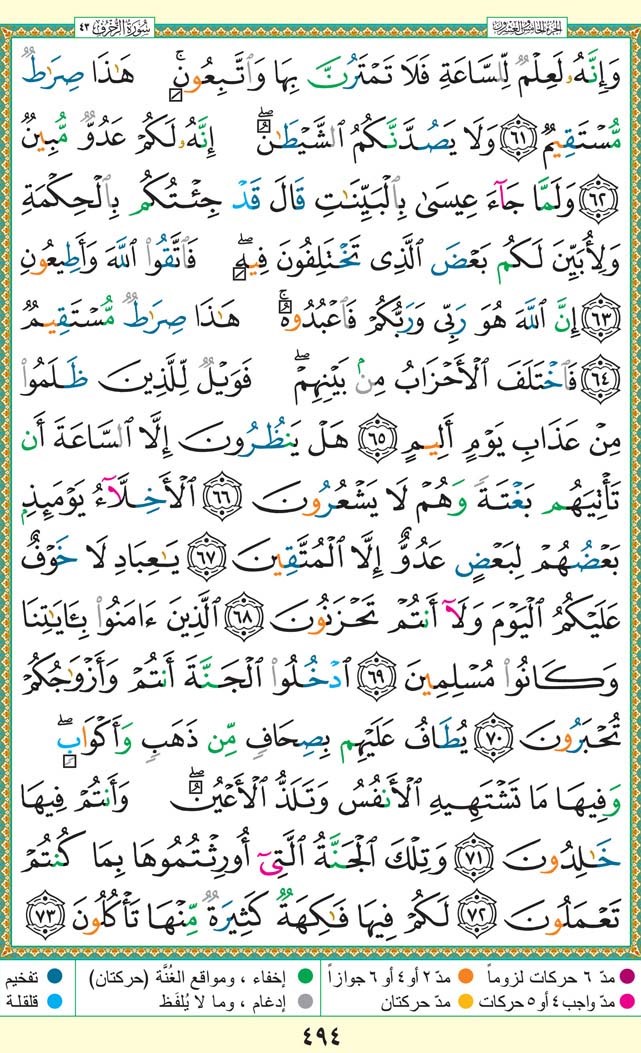 سُورَةُ الزُّخْرُفِ ٤٣
الجزء الخامس والعشرون
وَإِنَّهُۥ لَعِلْمٌ لِّلسَّاعَةِ فَلَا تَمْتَرُنَّ بِهَا وَٱتَّبِعُونِ ۚ هَٰذَا صِرَٰطٌ
مُّسْتَقِيمٌ ٦١ وَلَا يَصُدَّنَّكُمُ ٱلشَّيْطَٰنُ ۖ إِنَّهُۥ لَكُمْ عَدُوٌّ مُّبِينٌ
٦٢ وَلَمَّا جَآءَ عِيسَىٰ بِٱلْبَيِّنَٰتِ قَالَ قَدْ جِئْتُكُم بِٱلْحِكْمَةِ
وَلِأُبَيِّنَ لَكُم بَعْضَ ٱلَّذِى تَخْتَلِفُونَ فِيهِ ۖ فَٱتَّقُوا۟ ٱللَّهَ وَأَطِيعُونِ
٦٣ إِنَّ ٱللَّهَ هُوَ رَبِّى وَرَبُّكُمْ فَٱعْبُدُوهُ ۚ هَٰذَا صِرَٰطٌ مُّسْتَقِيمٌ
٦٤ فَٱخْتَلَفَ ٱلْأَحْزَابُ مِنۢ بَيْنِهِمْ ۖ فَوَيْلٌ لِّلَّذِينَ ظَلَمُوا۟
مِنْ عَذَابِ يَوْمٍ أَلِيمٍ ٦٥ هَلْ يَنظُرُونَ إِلَّا ٱلسَّاعَةَ أَن
تَأْتِيَهُم بَغْتَةً وَهُمْ لَا يَشْعُرُونَ ٦٦ ٱلْأَخِلَّآءُ يَوْمَئِذٍۭ
بَعْضُهُمْ لِبَعْضٍ عَدُوٌّ إِلَّا ٱلْمُتَّقِينَ ٦٧ يَٰعِبَادِ لَا خَوْفٌ
عَلَيْكُمُ ٱلْيَوْمَ وَلَآ أَنتُمْ تَحْزَنُونَ ٦٨ ٱلَّذِينَ ءَامَنُوا۟ بِـَٔايَٰتِنَا
وَكَانُوا۟ مُسْلِمِينَ ٦٩ ٱدْخُلُوا۟ ٱلْجَنَّةَ أَنتُمْ وَأَزْوَٰجُكُمْ
تُحْبَرُونَ ٧٠ يُطَافُ عَلَيْهِم بِصِحَافٍ مِّن ذَهَبٍ وَأَكْوَابٍ ۖ
وَفِيهَا مَا تَشْتَهِيهِ ٱلْأَنفُسُ وَتَلَذُّ ٱلْأَعْيُنُ ۖ وَأَنتُمْ فِيهَا
خَٰلِدُونَ ٧١ وَتِلْكَ ٱلْجَنَّةُ ٱلَّتِىٓ أُورِثْتُمُوهَا بِمَا كُنتُمْ
تَعْمَلُونَ ٧٢ لَكُمْ فِيهَا فَٰكِهَةٌ كَثِيرَةٌ مِّنْهَا تَأْكُلُونَ ٧٣
مدّ ٦ حركات لزوماً مدّ ٢ أو ٤ أو ٦ جوازاً إخفاء ، ومواقع الغُنَّة (حركتان) تفخيم
مدّ واجب ٤ أو ٥ حركات مدّ حركتان إدغام ، وما لا يُلفَظ قلقلة
٤٩٤